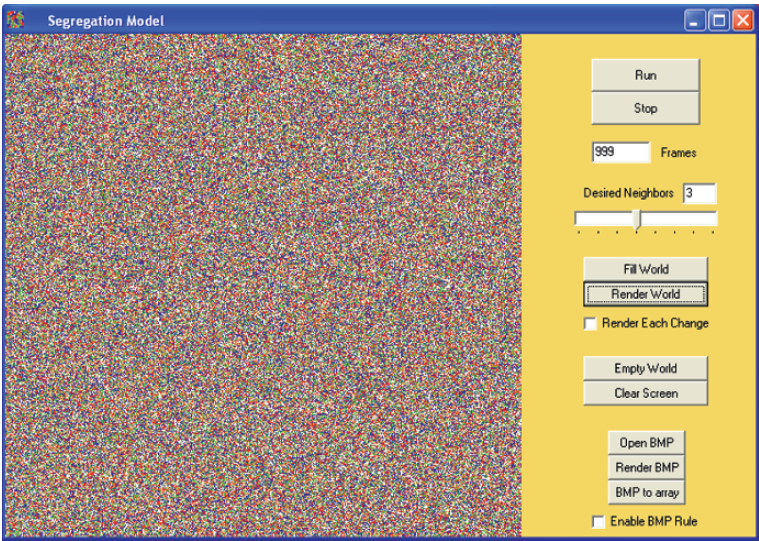 Segregation Model
Run
Stop
999 Frames
Desired Neighbors 3
Fill World
Render World
Render Each Change
Empty World
Clear Screen
Open BMP
Render BMP
BMP to array
Enable BMP Rule